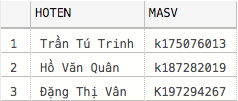 HOTEN MASV
1 Trần Tú Trinh k175076013
2 Hồ Văn Quân k187282019
3 Đặng Thị Vân K197294267